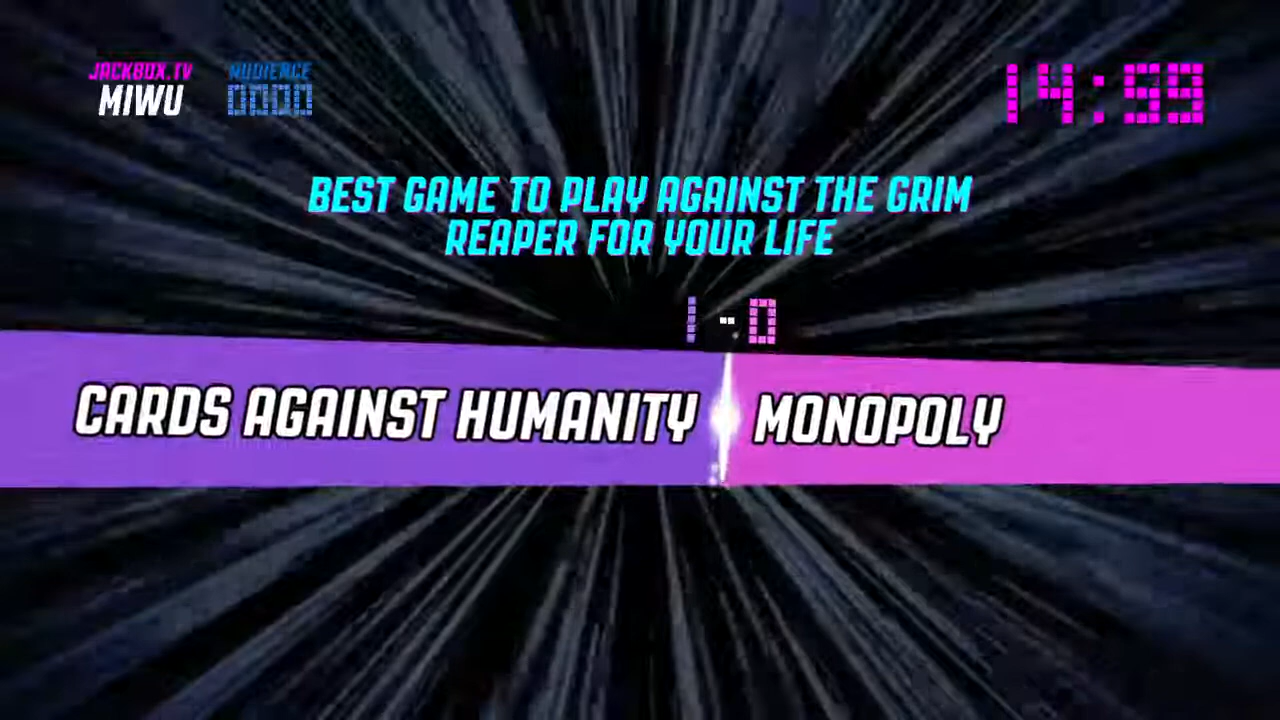 JACKBOX.TV
MIWU
AUDIENCE
0000
14:59
BEST GAME TO PLAY AGAINST THE GRIM
REAPER FOR YOUR LIFE
1-0
CARDS AGAINST HUMANITY
MONOPOLY